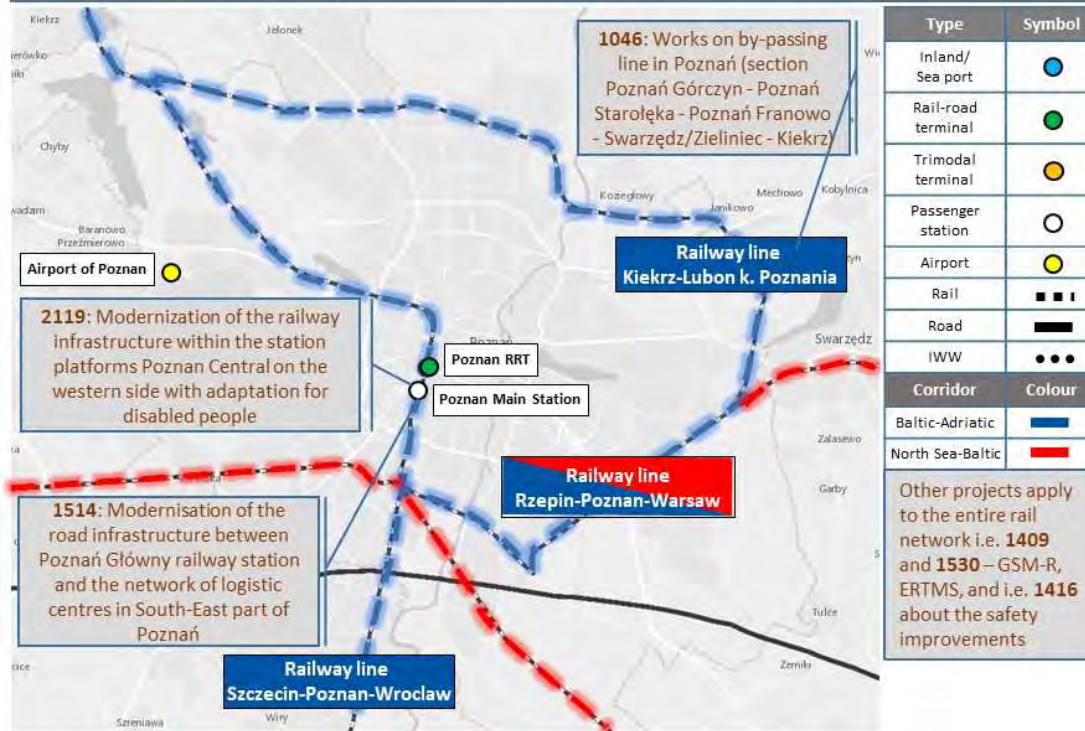 Kiekrz
Jelonek
Chyby
Baranowo
Przeźmierowo
Koziegłowy
Janikowo
Mechowo
Kobylnica
Swarzędz
Poznań
Zalasewo
Garby
Tulce
Żerniki
Wiry
Szreniawa
1046: Works on by-passing
line in Poznań (section
Poznań Górczyn - Poznań
Starołęka - Poznań Franowo
- Swarzędz/Zieliniec - Kiekrz)
Railway line
Kiekrz-Lubon k. Poznania
Airport of Poznan
2119: Modernization of the railway
infrastructure within the station
platforms Poznan Central on the
western side with adaptation for
disabled people
Poznan RRT
Poznan Main Station
Railway line
Rzepin-Poznan-Warsaw
1514: Modernisation of the
road infrastructure between
Poznań Główny railway station
and the network of logistic
centres in South-East part of
Poznań
Railway line
Szczecin-Poznan-Wroclaw
Type Symbol
Inland/
Sea port
Rail-road
terminal
Trimodal
terminal
Passenger
station
Airport
Rail
Road
IWW
Corridor Colour
Baltic-Adriatic
North Sea-Baltic
Other projects apply
to the entire rail
network i.e. 1409
and 1530 – GSM-R,
ERTMS, and i.e. 1416
about the safety
improvements